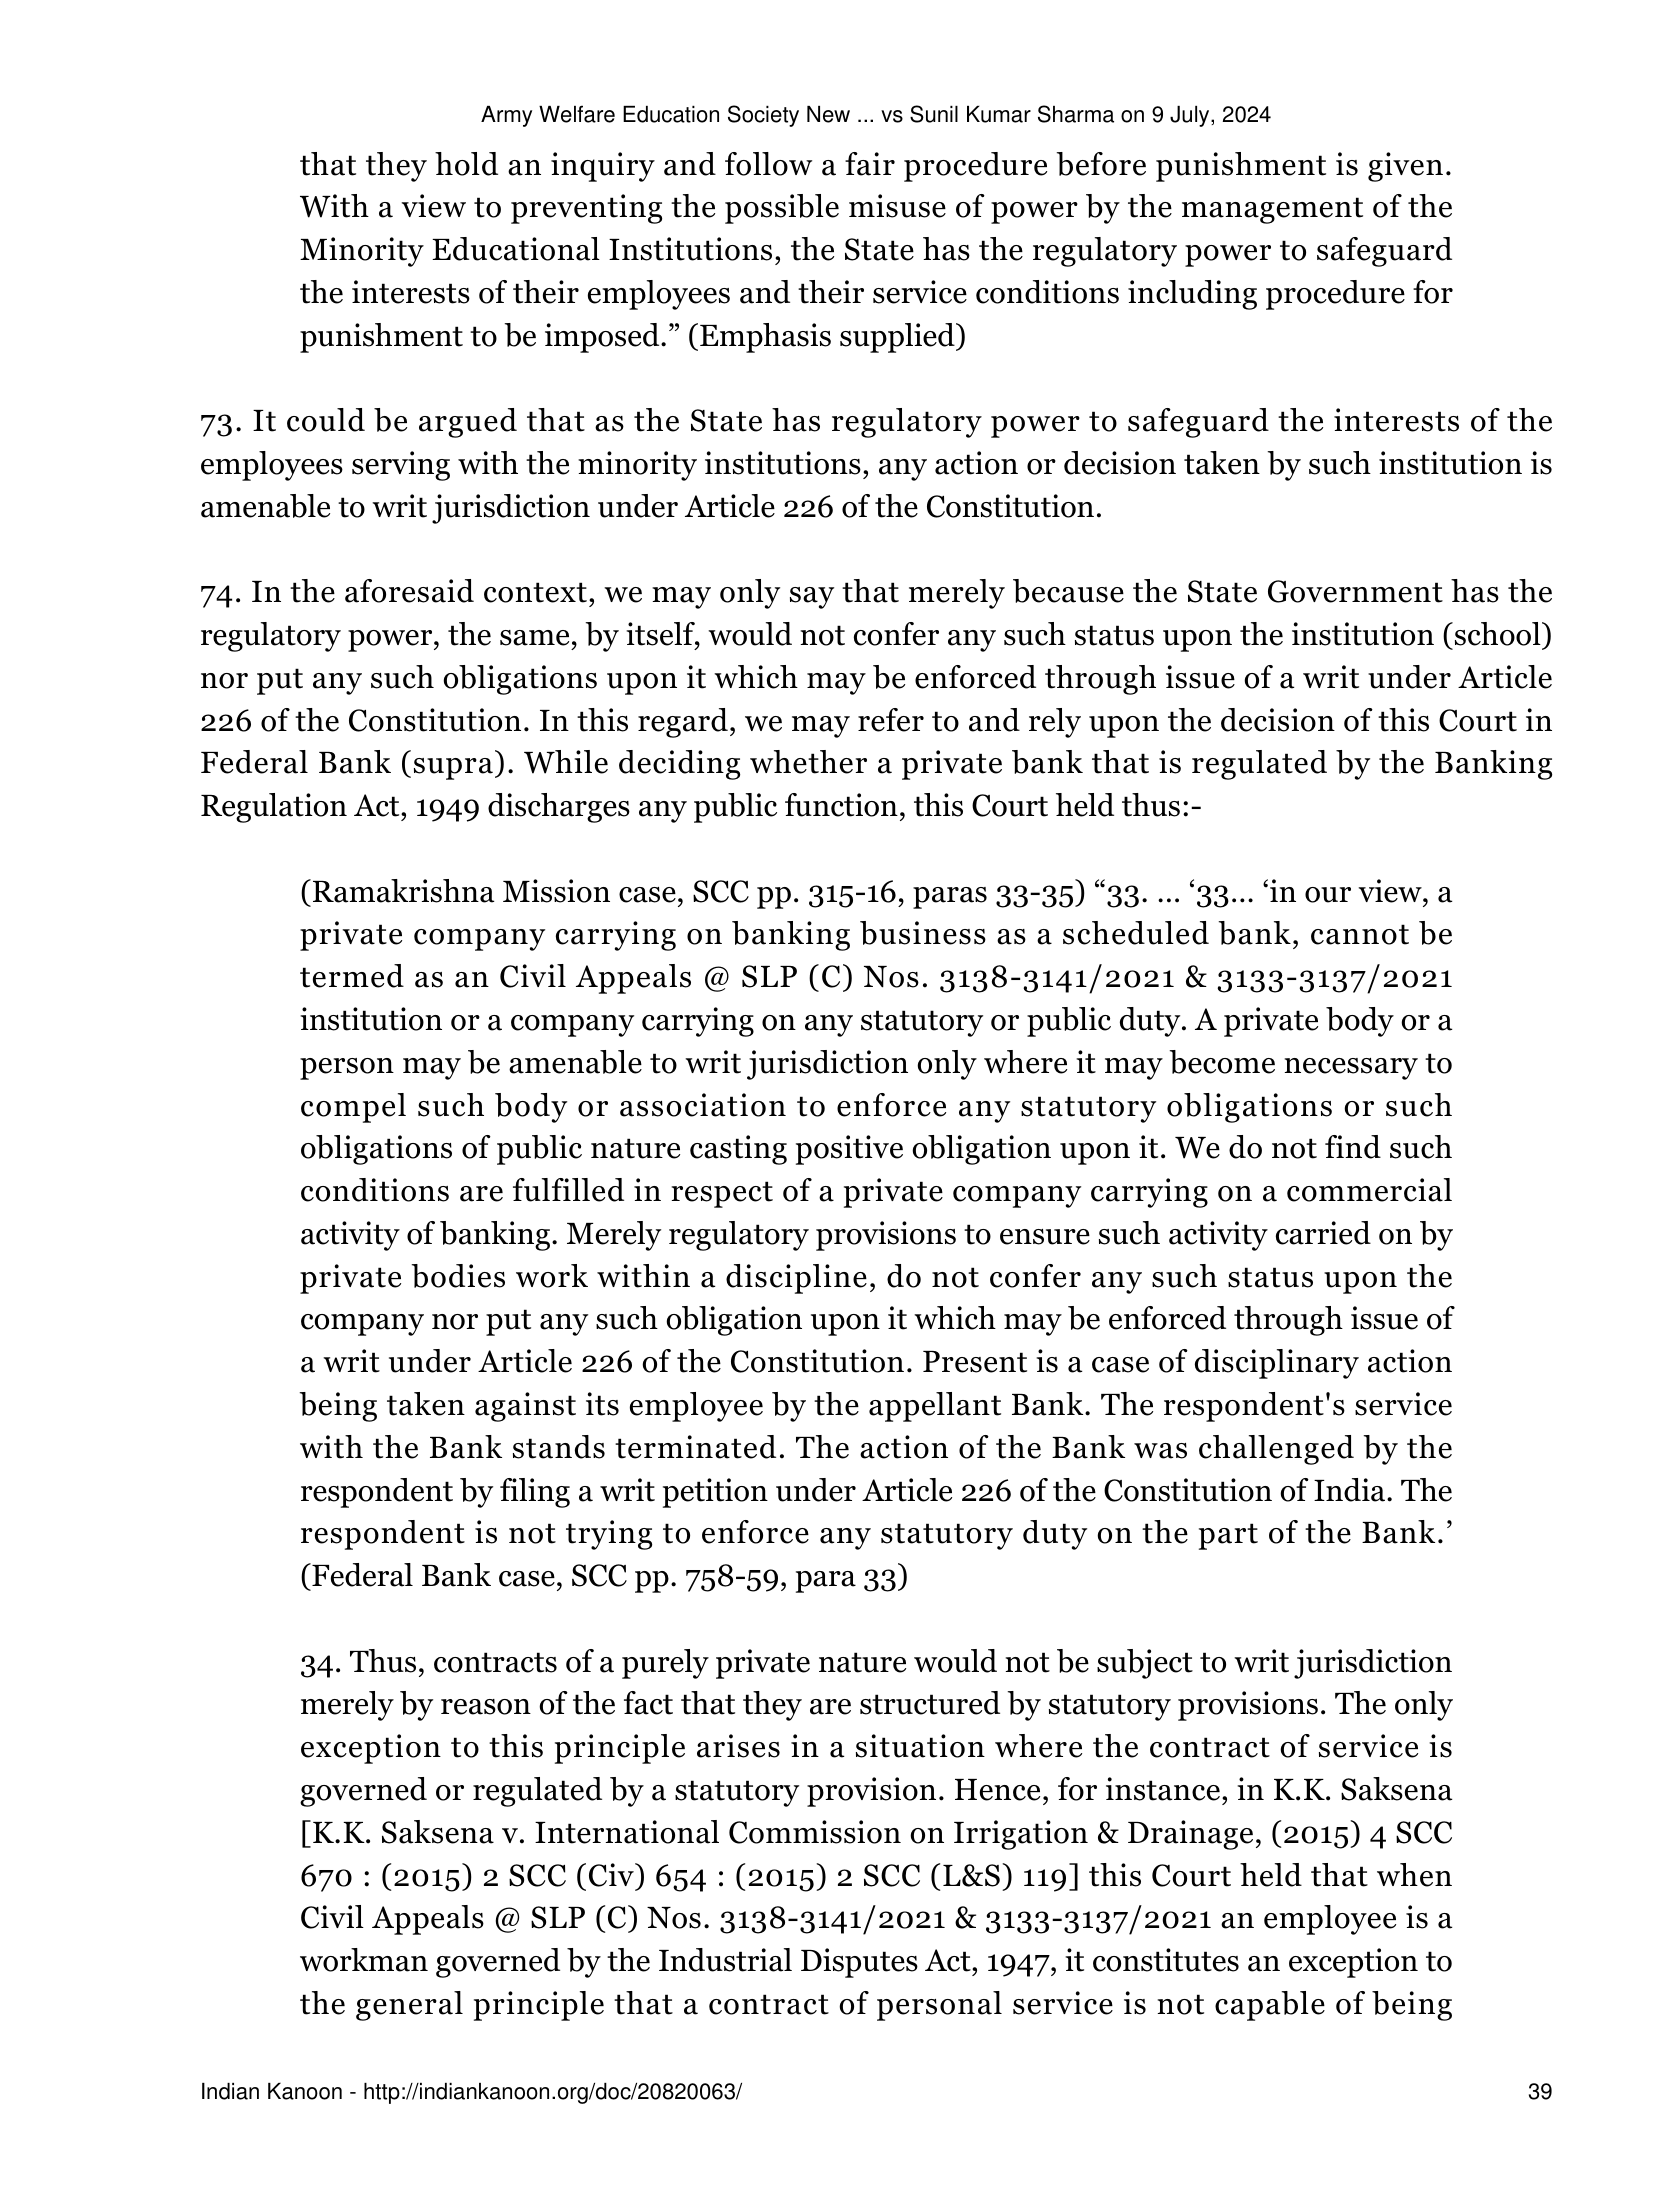 Army Welfare Education Society New ... vs Sunil Kumar Sharma on 9 July, 2024
that they hold an inquiry and follow a fair procedure before punishment is given.
With a view to preventing the possible misuse of power by the management of the
Minority Educational Institutions, the State has the regulatory power to safeguard
the interests of their employees and their service conditions including procedure for
punishment to be imposed.” (Emphasis supplied)
73. It could be argued that as the State has regulatory power to safeguard the interests of the
employees serving with the minority institutions, any action or decision taken by such institution is
amenable to writ jurisdiction under Article 226 of the Constitution.
74. In the aforesaid context, we may only say that merely because the State Government has the
regulatory power, the same, by itself, would not confer any such status upon the institution (school)
nor put any such obligations upon it which may be enforced through issue of a writ under Article
226 of the Constitution. In this regard, we may refer to and rely upon the decision of this Court in
Federal Bank (supra). While deciding whether a private bank that is regulated by the Banking
Regulation Act, 1949 discharges any public function, this Court held thus:-
(Ramakrishna Mission case, SCC pp. 315-16, paras 33-35) “33. ... ‘33... ‘in our view, a
private company carrying on banking business as a scheduled bank, cannot be
termed as an Civil Appeals @ SLP (C) Nos. 3138-3141/2021 & 3133-3137/2021
institution or a company carrying on any statutory or public duty. A private body or a
person may be amenable to writ jurisdiction only where it may become necessary to
compel such body or association to enforce any statutory obligations or such
obligations of public nature casting positive obligation upon it. We do not find such
conditions are fulfilled in respect of a private company carrying on a commercial
activity of banking. Merely regulatory provisions to ensure such activity carried on by
private bodies work within a discipline, do not confer any such status upon the
company nor put any such obligation upon it which may be enforced through issue of
a writ under Article 226 of the Constitution. Present is a case of disciplinary action
being taken against its employee by the appellant Bank. The respondent's service
with the Bank stands terminated. The action of the Bank was challenged by the
respondent by filing a writ petition under Article 226 of the Constitution of India. The
respondent is not trying to enforce any statutory duty on the part of the Bank.’
(Federal Bank case, SCC pp. 758-59, para 33)
34. Thus, contracts of a purely private nature would not be subject to writ jurisdiction
merely by reason of the fact that they are structured by statutory provisions. The only
exception to this principle arises in a situation where the contract of service is
governed or regulated by a statutory provision. Hence, for instance, in K.K. Saksena
[K.K. Saksena v. International Commission on Irrigation & Drainage, (2015) 4 SCC
670 : (2015) 2 SCC (Civ) 654 : (2015) 2 SCC (L&S) 119] this Court held that when
Civil Appeals @ SLP (C) Nos. 3138-3141/2021 & 3133-3137/2021 an employee is a
workman governed by the Industrial Disputes Act, 1947, it constitutes an exception to
the general principle that a contract of personal service is not capable of being
Indian Kanoon - http://indiankanoon.org/doc/20820063/ 39